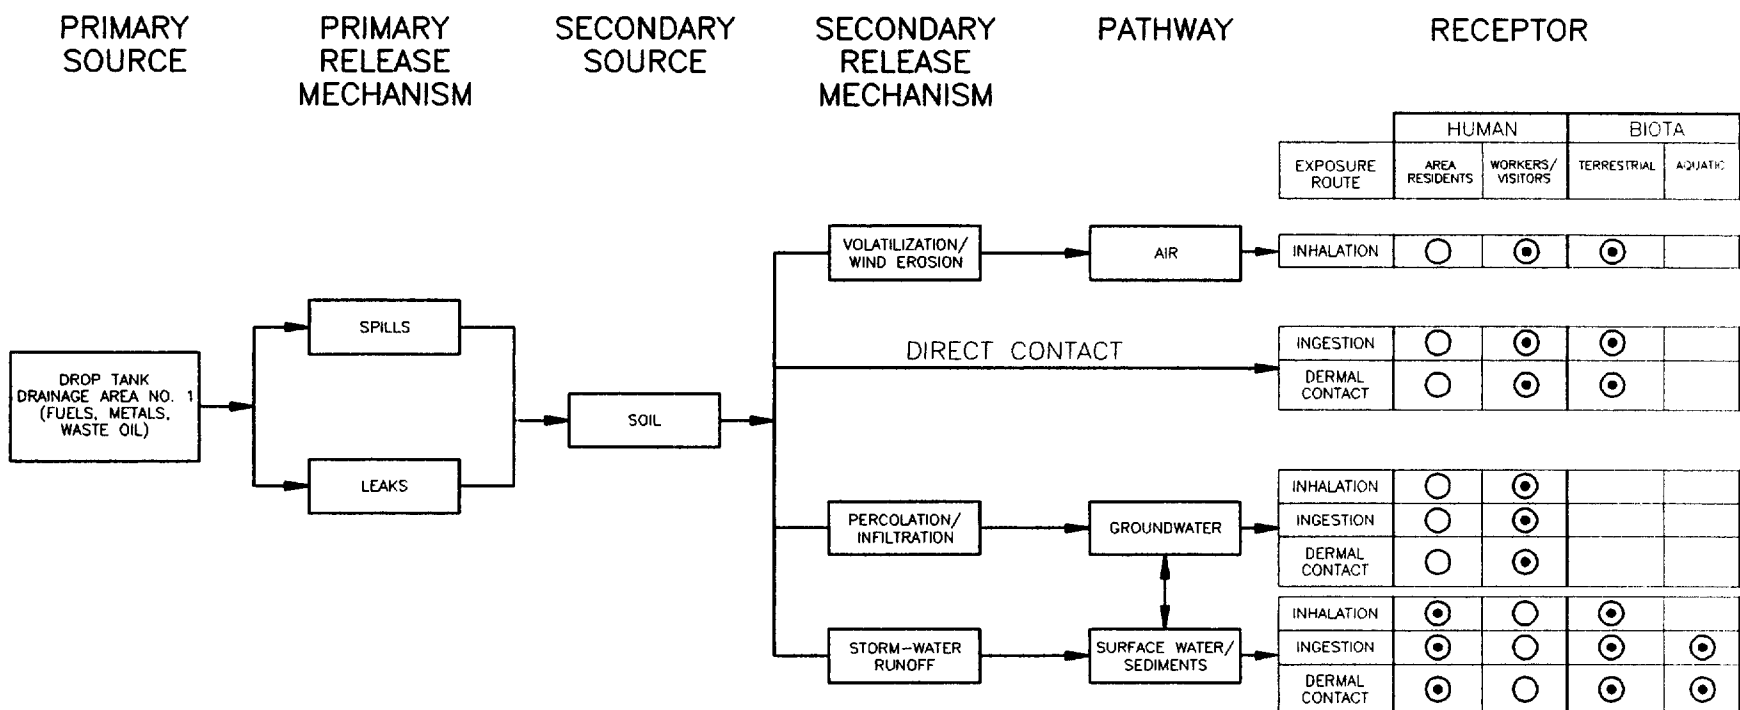 PRIMARY
SOURCE
PRIMARY
RELEASE
MECHANISM
SECONDARY
SOURCE
SECONDARY
RELEASE
MECHANISM
PATHWAY
RECEPTOR
HUMAN
BIOTA
EXPOSURE
ROUTE
AREA
RESIDENTS
WORKERS/
VISITORS
TERRESTRIAL
AQUATIC
VOLATILIZATION/
WIND EROSION
AIR
INHALATION
SPILLS
DIRECT CONTACT
INGESTION
DERMAL
CONTACT
DROP TANK
DRAINAGE AREA NO. 1
(FUELS, METALS,
WASTE OIL)
SOIL
LEAKS
PERCOLATION/
INFILTRATION
GROUNDWATER
INHALATION
INGESTION
DERMAL
CONTACT
STORM-WATER
RUNOFF
SURFACE WATER/
SEDIMENTS
INHALATION
INGESTION
DERMAL
CONTACT